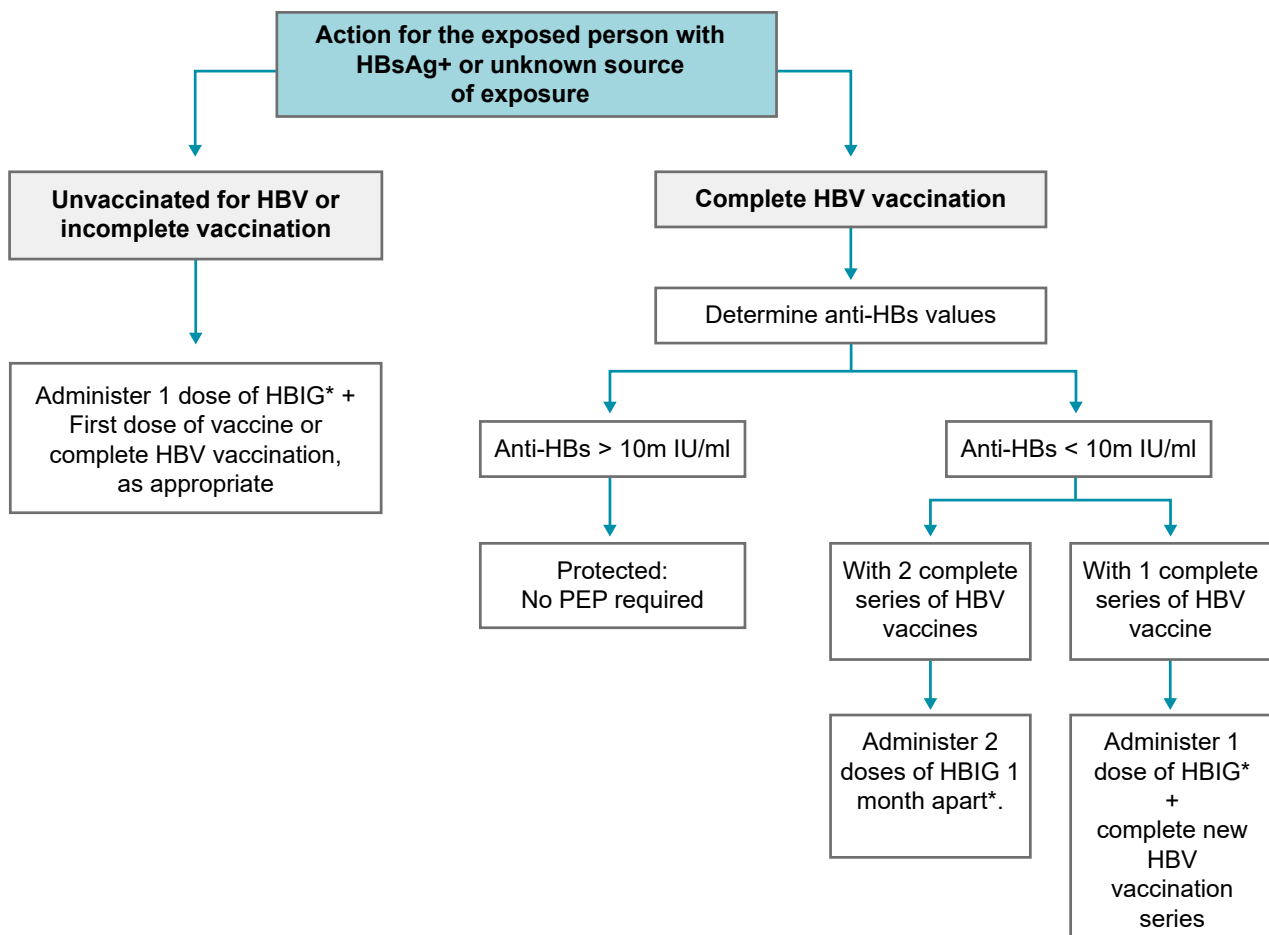 Action for the exposed person with
HBsAg+ or unknown source
of exposure
Unvaccinated for HBV or
incomplete vaccination
Complete HBV vaccination
Determine anti-HBs values
Administer 1 dose of HBIG* +
First dose of vaccine or
complete HBV vaccination,
as appropriate
Anti-HBs > 10m IU/ml
Anti-HBs < 10m IU/ml
Protected:
No PEP required
With 2 complete
series of HBV
vaccines
With 1 complete
series of HBV
vaccine
Administer 2
doses of HBIG 1
month apart*.
Administer 1
dose of HBIG*
+
complete new
HBV
vaccination
series